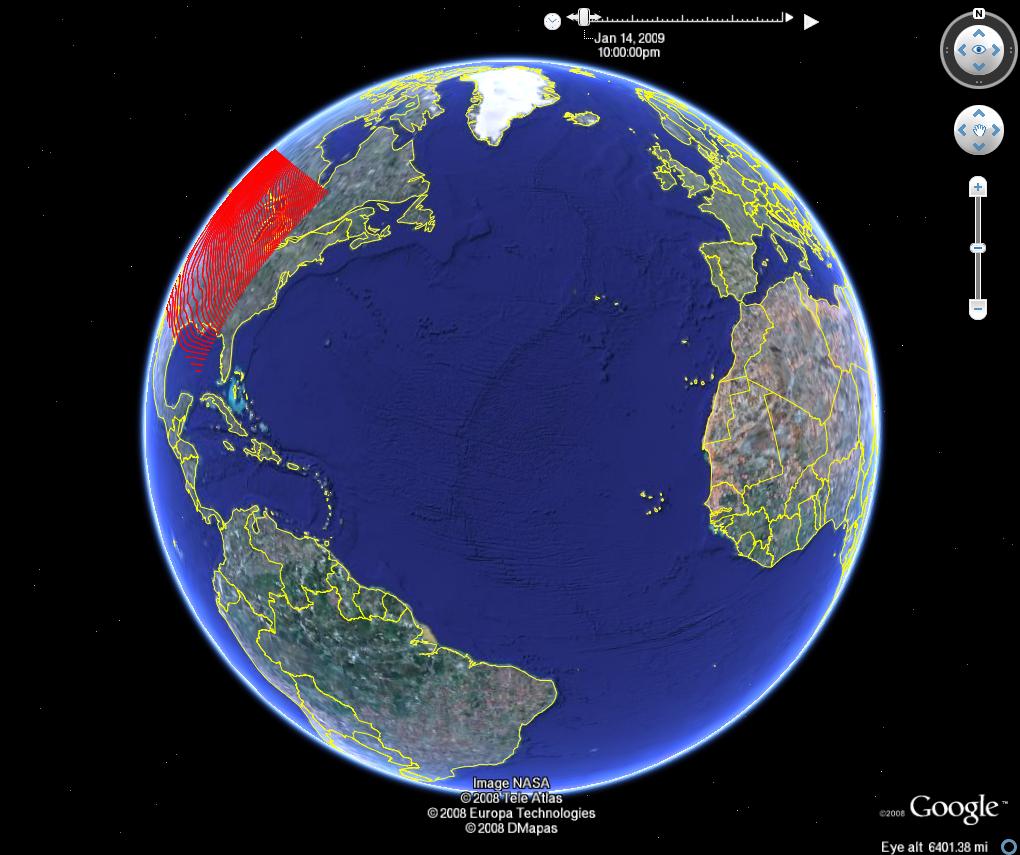 Jan 14, 2009
10:00:00pm
N
Image NASA
© 2008 Tele Atlas
© 2008 Europa Technologies
© 2008 DMapas
©2008 Google™
Eye alt 6401.38 mi